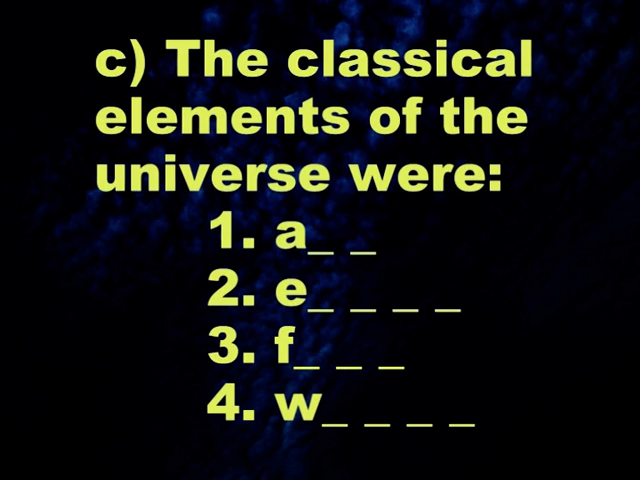 c) The classical
elements of the
universe were:
1. a_ _
2. e_ _ _ _
3. f_ _ _
4. w_ _ _ _